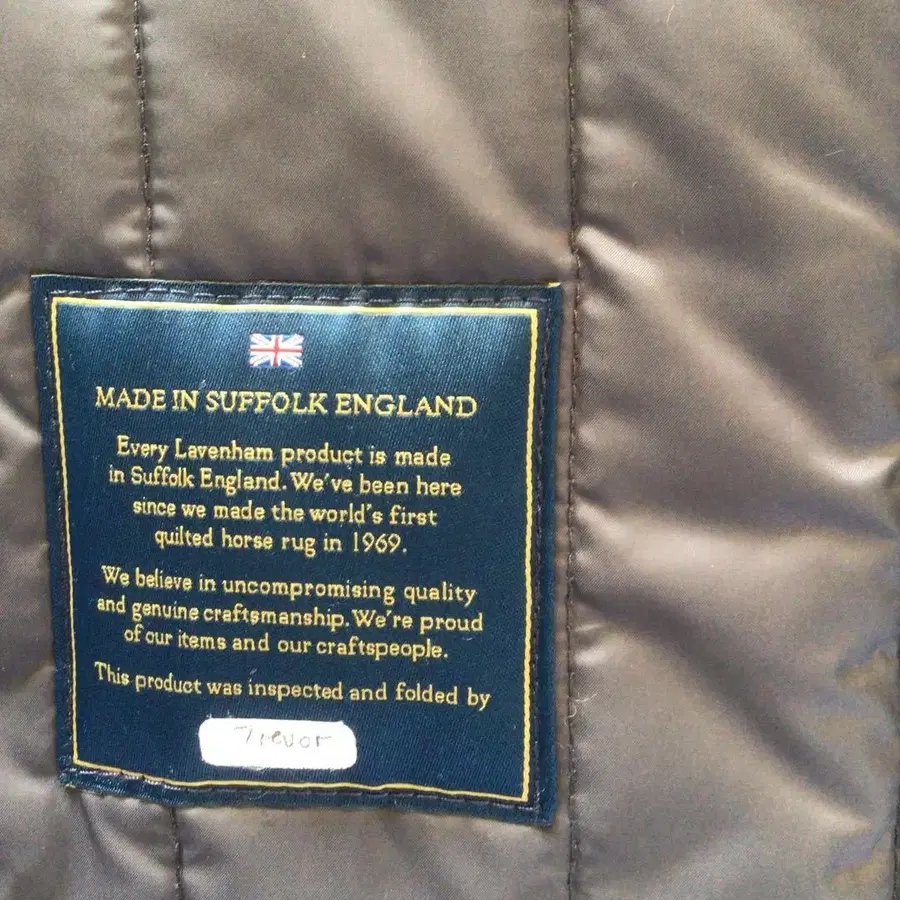 MADE IN SUFFOLK ENGLAND
Every Lavenham product is made
in Suffolk England. We've been here
since we made the world's first
quilted horse rug in 1969.
We believe in uncompromising quality
and genuine craftsmanship. We're proud
of our items and our craftspeople.
This product was inspected and folded by
Trevor